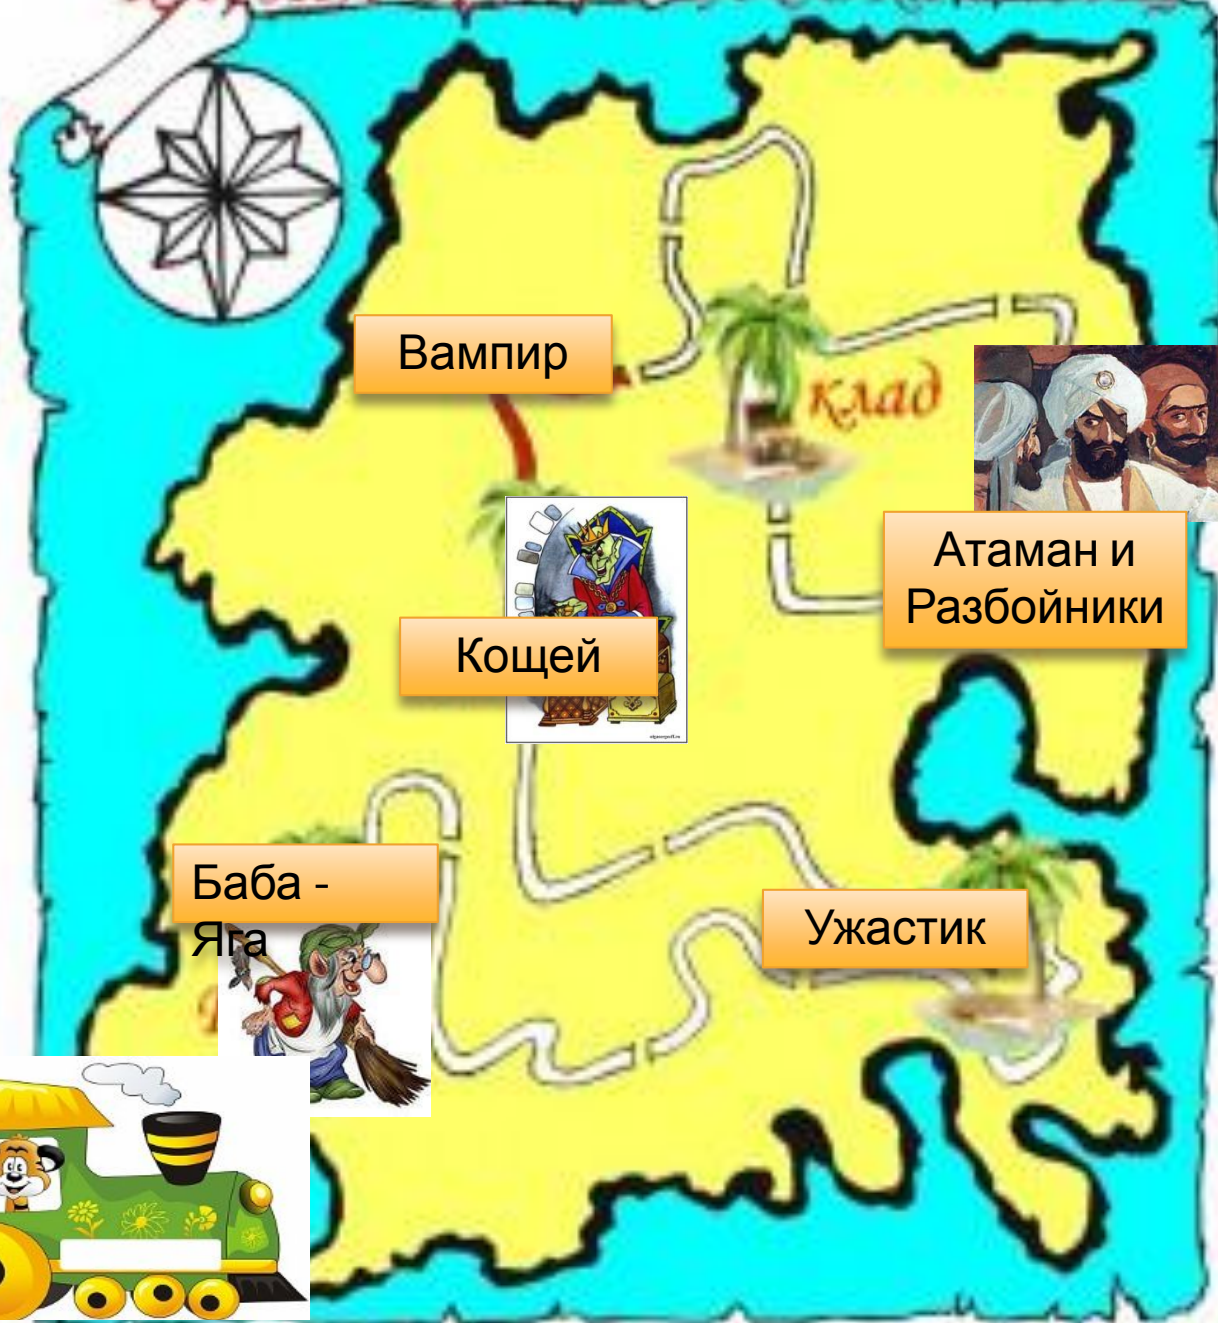 Вампир
клад
Атаман и
Разбойники
Кощей
Баба -
Яга
Ужастик